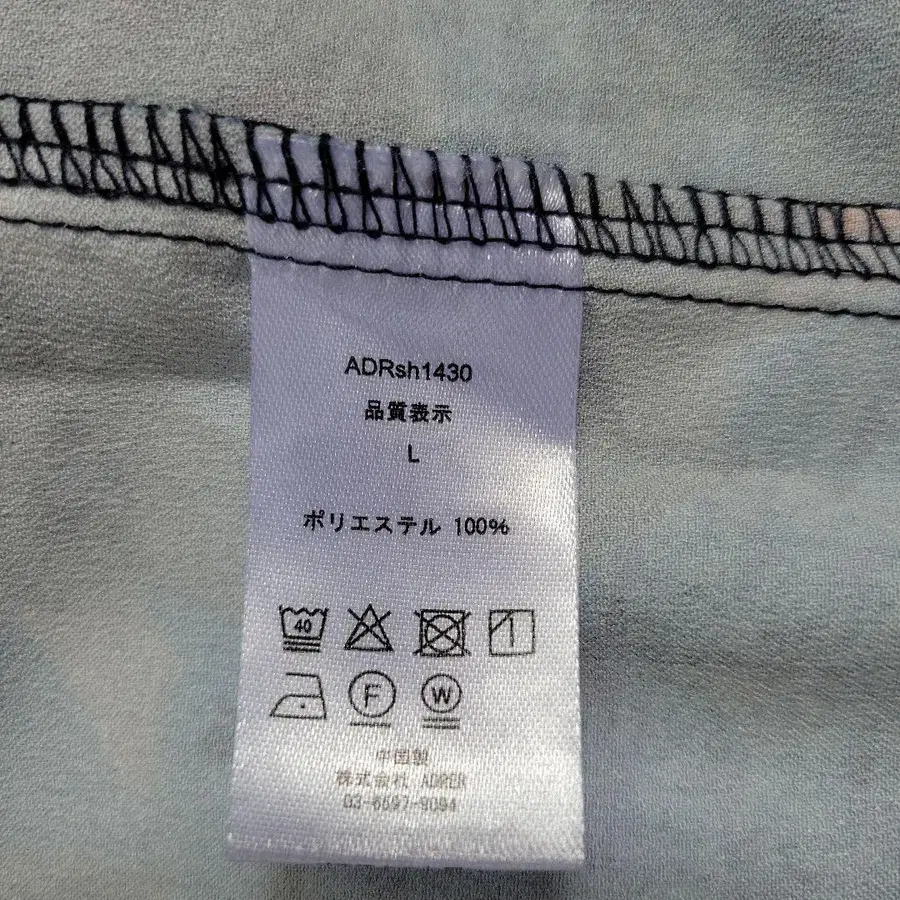 ADRsh1430
品質表示
L
ポリエステル 100%
40
F
W
中国製
株式会社 ADRER
03-6597-9094